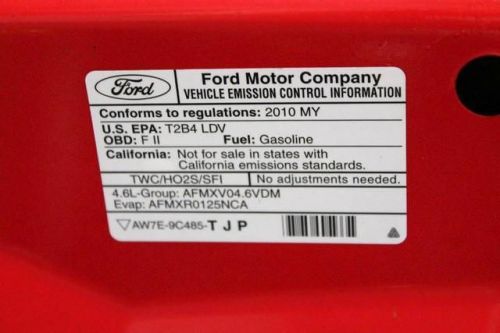 Ford
Ford Motor Company
VEHICLE EMISSION CONTROL INFORMATION
Conforms to regulations: 2010 MY
U.S. EPA: T2B4 LDV
OBD: F II Fuel: Gasoline
California: Not for sale in states with
California emissions standards.
TWC/HO2S/SFI No adjustments needed.
4.6L-Group: AFMXV04.6VDM
Evap: AFMXR0125NCA
AW7E-9C485-TJP